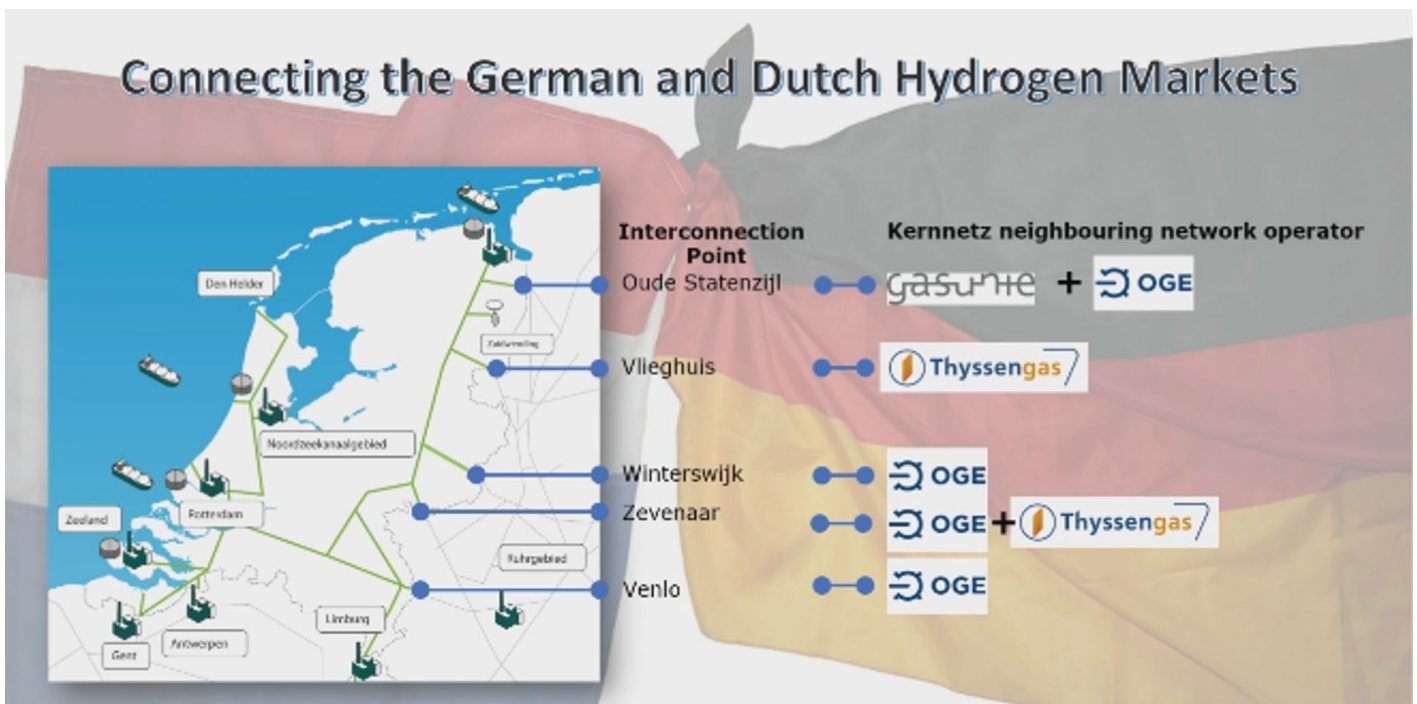 Connecting the German and Dutch Hydrogen Markets
Interconnection
Point
Kernnetz neighbouring network operator
Oude Statenzijl
gasunie + OGE
Vlieghuis
Thyssengas
Winterswijk
OGE
Zevenaar
OGE + Thyssengas
Venlo
OGE
Den Helder
Zuidwending
Noordzeekanaalgebied
Rotterdam
Zeeland
Ruhrgebied
Limburg
Antwerpen
Gent